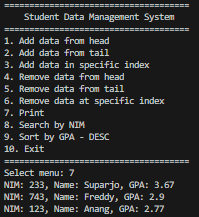 =====================================
Student Data Management System
=====================================
1. Add data from head
2. Add data from tail
3. Add data in specific index
4. Remove data from head
5. Remove data from tail
6. Remove data at specific index
7. Print
8. Search by NIM
9. Sort by GPA - DESC
10. Exit
=====================================
Select menu: 7
NIM: 233, Name: Suparjo, GPA: 3.67
NIM: 743, Name: Freddy, GPA: 2.9
NIM: 123, Name: Anang, GPA: 2.77